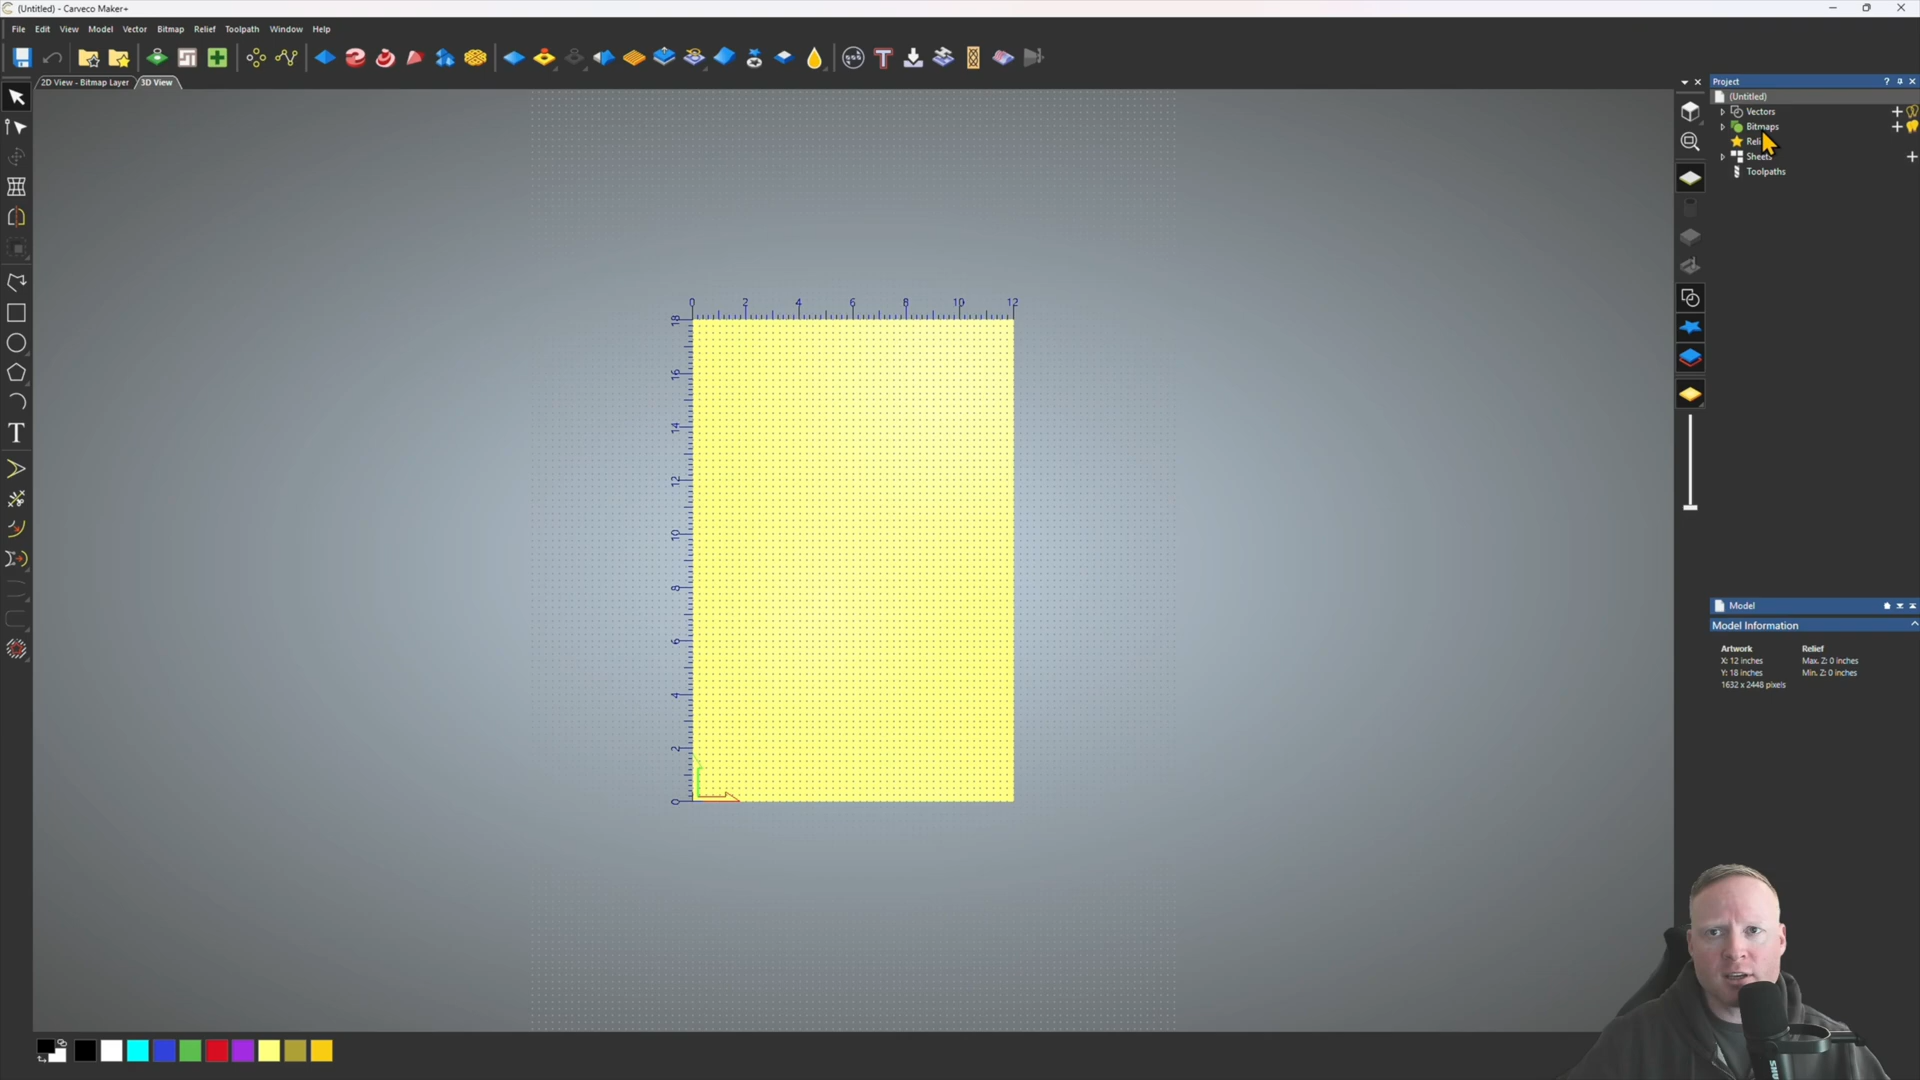 (Untitled) - Carveco Maker+
File Edit View Model Vector Bitmap Relief Toolpath Window Help
2D View - Bitmap Layer 3D View
Project ?
(Untitled)
Vectors
Bitmaps
Reli
Sheets
Toolpaths
0 2 4 6 8 10 12
18
16
14
12
10
8
6
4
2
0
T
Model
Model Information
Artwork Relief
X: 12 inches Max. Z: 0 inches
Y: 18 inches Min. Z: 0 inches
1632 x 2448 pixels